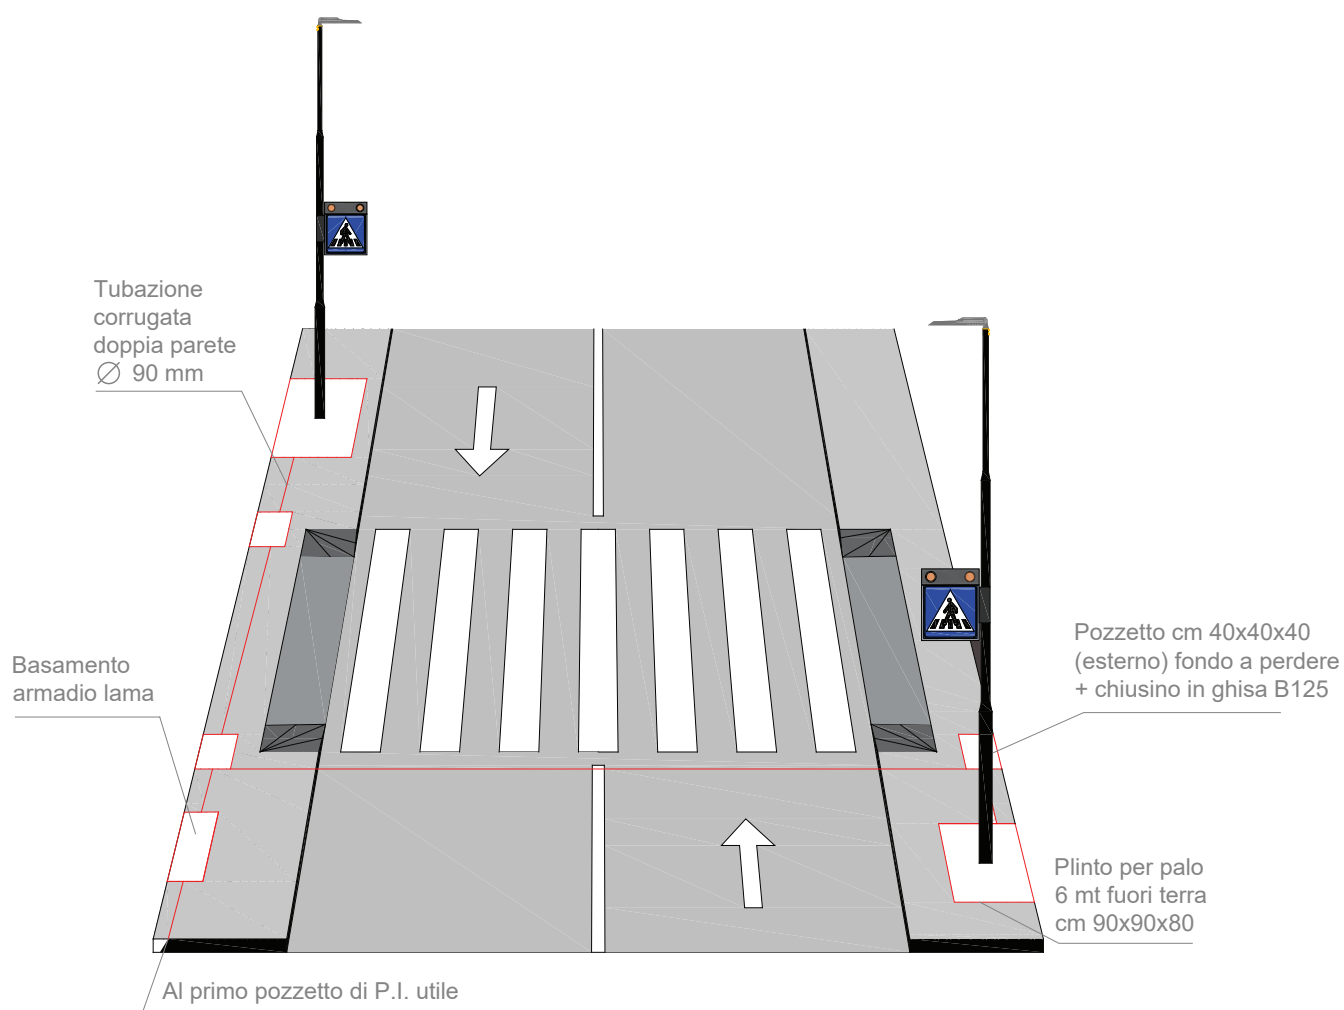 Tubazione
corrugata
doppia parete
∅ 90 mm
Basamento
armadio lama
Pozzetto cm 40x40x40
(esterno) fondo a perdere
+ chiusino in ghisa B125
Plinto per palo
6 mt fuori terra
cm 90x90x80
Al primo pozzetto di P.I. utile